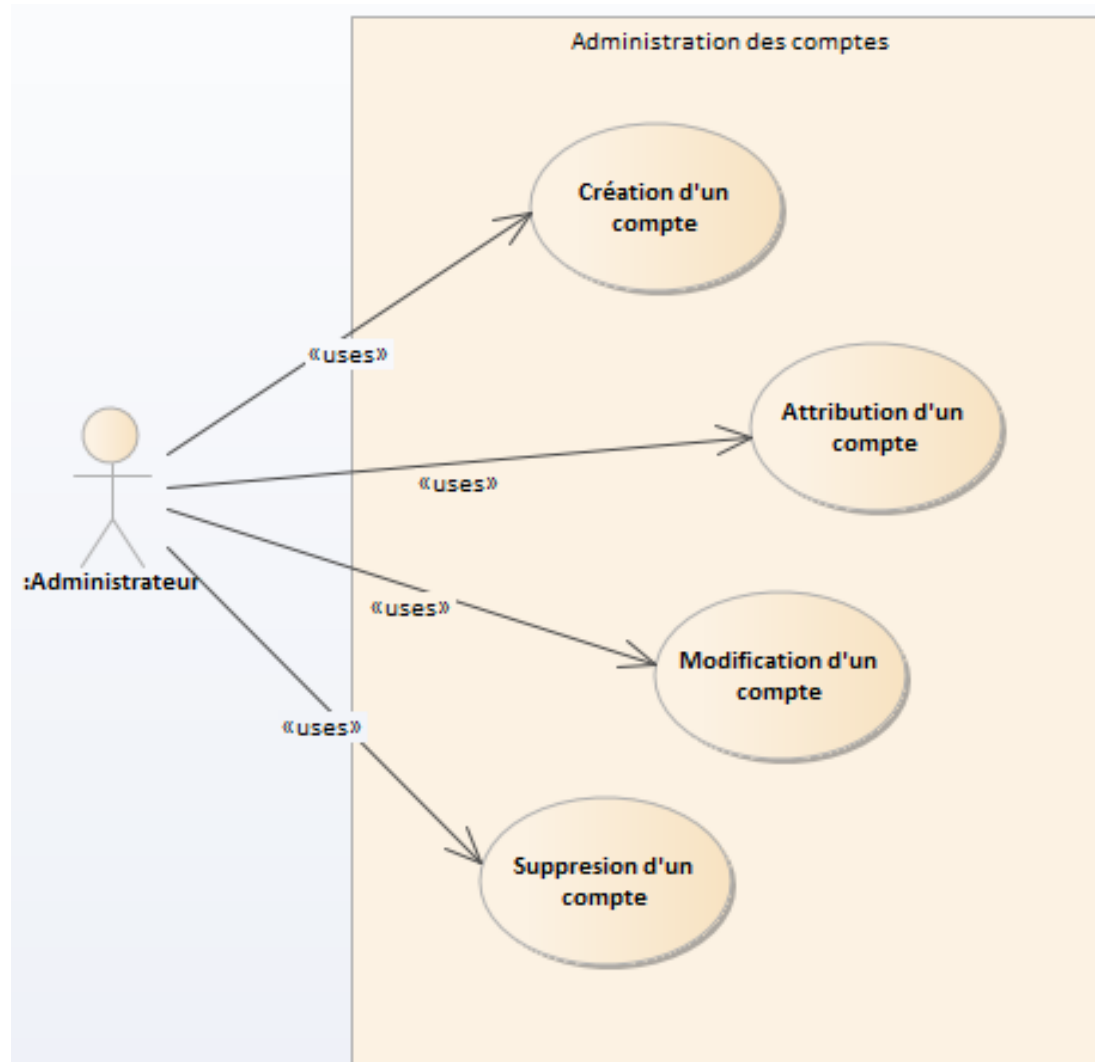 Administration des comptes
Création d'un
compte
«uses»
Attribution d'un
compte
«uses»
:Administrateur
«uses»
Modification d'un
compte
«uses»
Suppresion d'un
compte